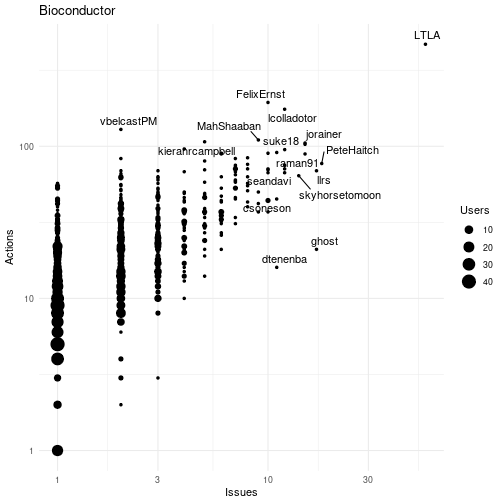 Bioconductor
LTLA
FelixErnst
lcolladotor
vbelcastPM
MahShaaban
suke18
jorainer
kieranrcampbell
PeteHaitch
raman91
llrs
seandavi
skyhorsetomoon
csoneson
ghost
dtenenba
Actions
100
10
1
1
3
10
30
Issues
Users
10
20
30
40